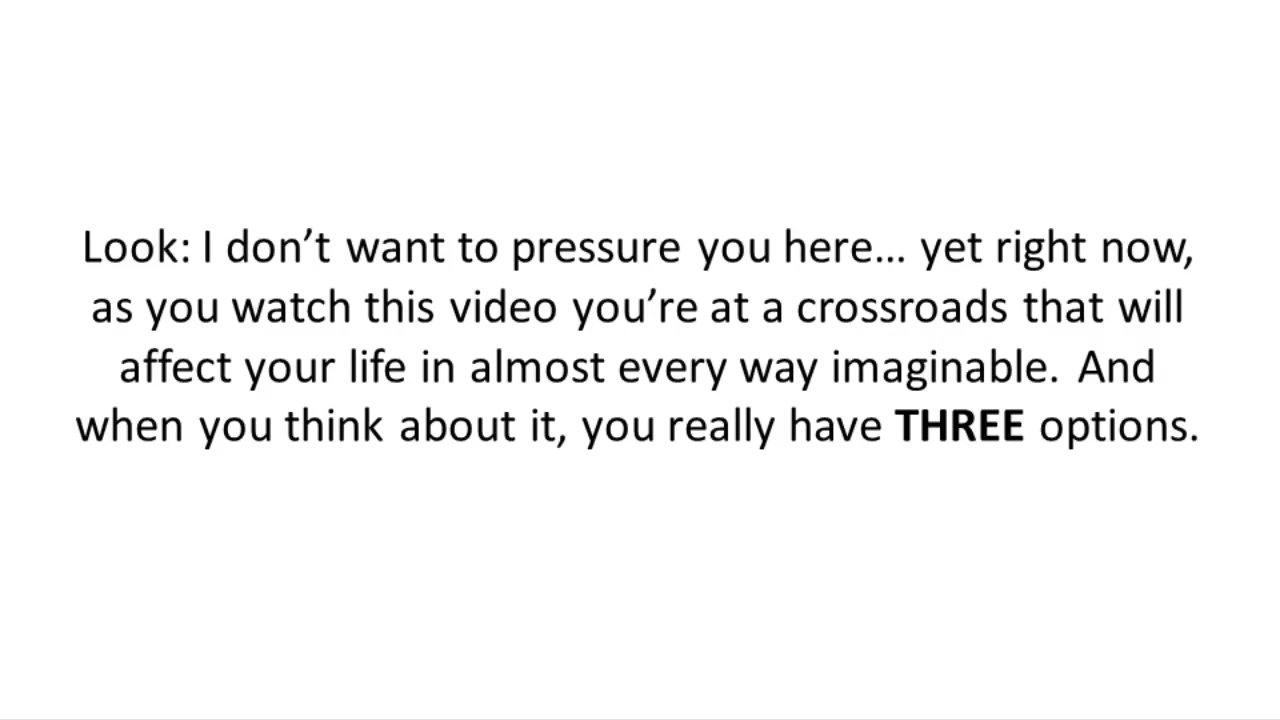 Look: I don’t want to pressure you here… yet right now,
as you watch this video you’re at a crossroads that will
affect your life in almost every way imaginable. And
when you think about it, you really have THREE options.